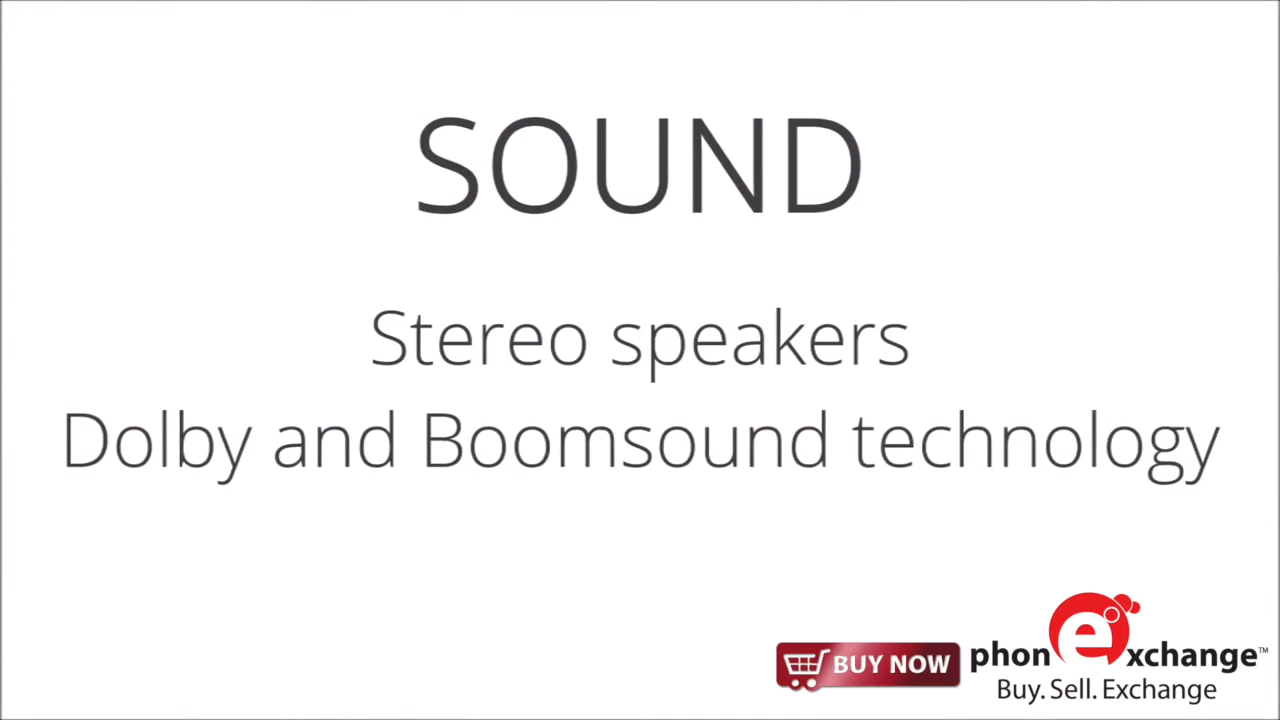 SOUND
Stereo speakers
Dolby and Boomsound technology
BUY NOW
phonexchange™
Buy. Sell. Exchange